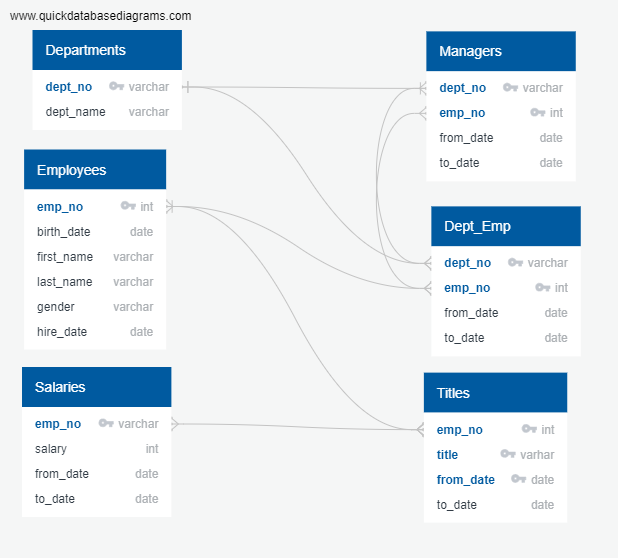 www.quickdatabasediagrams.com
Departments
dept_no varchar
dept_name varchar
Employees
emp_no int
birth_date date
first_name varchar
last_name varchar
gender varchar
hire_date date
Salaries
emp_no varchar
salary int
from_date date
to_date date
Managers
dept_no varchar
emp_no int
from_date date
to_date date
Dept_Emp
dept_no varchar
emp_no int
from_date date
to_date date
Titles
emp_no int
title varhar
from_date date
to_date date